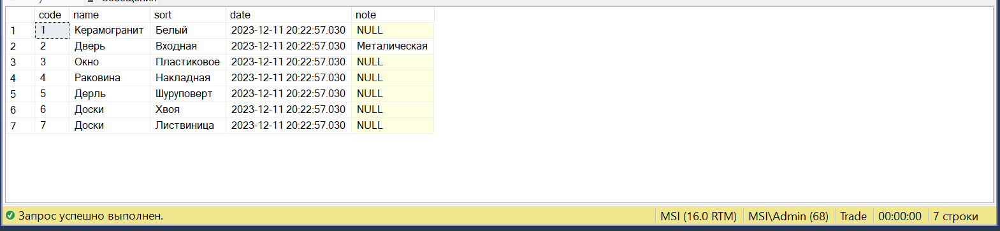 code name sort date note
1 1 Керамогранит Белый 2023-12-11 20:22:57.030 NULL
2 2 Дверь Входная 2023-12-11 20:22:57.030 Металическая
3 3 Окно Пластиковое 2023-12-11 20:22:57.030 NULL
4 4 Раковина Накладная 2023-12-11 20:22:57.030 NULL
5 5 Дерль Шуруповерт 2023-12-11 20:22:57.030 NULL
6 6 Доски Хвоя 2023-12-11 20:22:57.030 NULL
7 7 Доски Листвиница 2023-12-11 20:22:57.030 NULL
Запрос успешно выполнен. MSI (16.0 RTM) MSI\Admin (68) Trade 00:00:00 7 строки